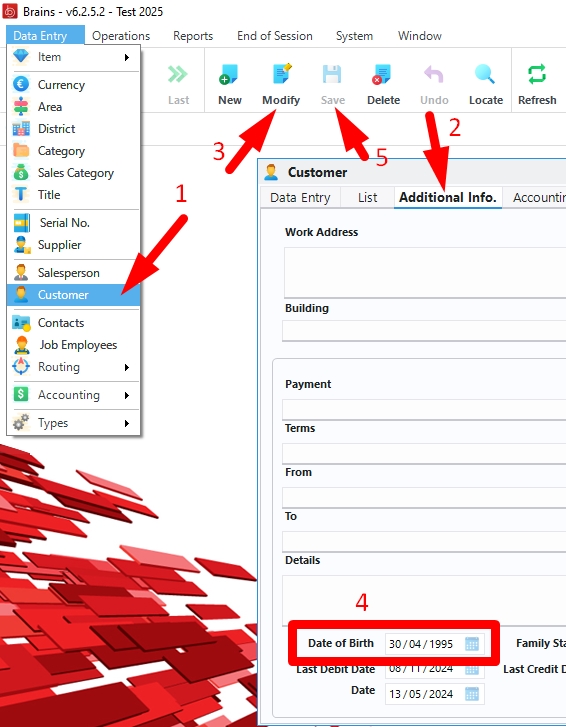 Brains - v6.2.5.2 - Test 2025
Data Entry Operations Reports End of Session System Window
Item
Currency
Area
District
Category
Sales Category
Title
Serial No.
Supplier
Salesperson
Customer
Contacts
Job Employees
Routing
Accounting
Types
Last New Modify Save Delete Undo Locate Refresh
1
2
3
5
Customer
Data Entry List Additional Info. Accountin
Work Address
Building
Payment
Terms
From
To
Details
4
Date of Birth 30/04/1995 Family Sta
Last Debit Date 08/11/2024 Last Credit D
Date 13/05/2024